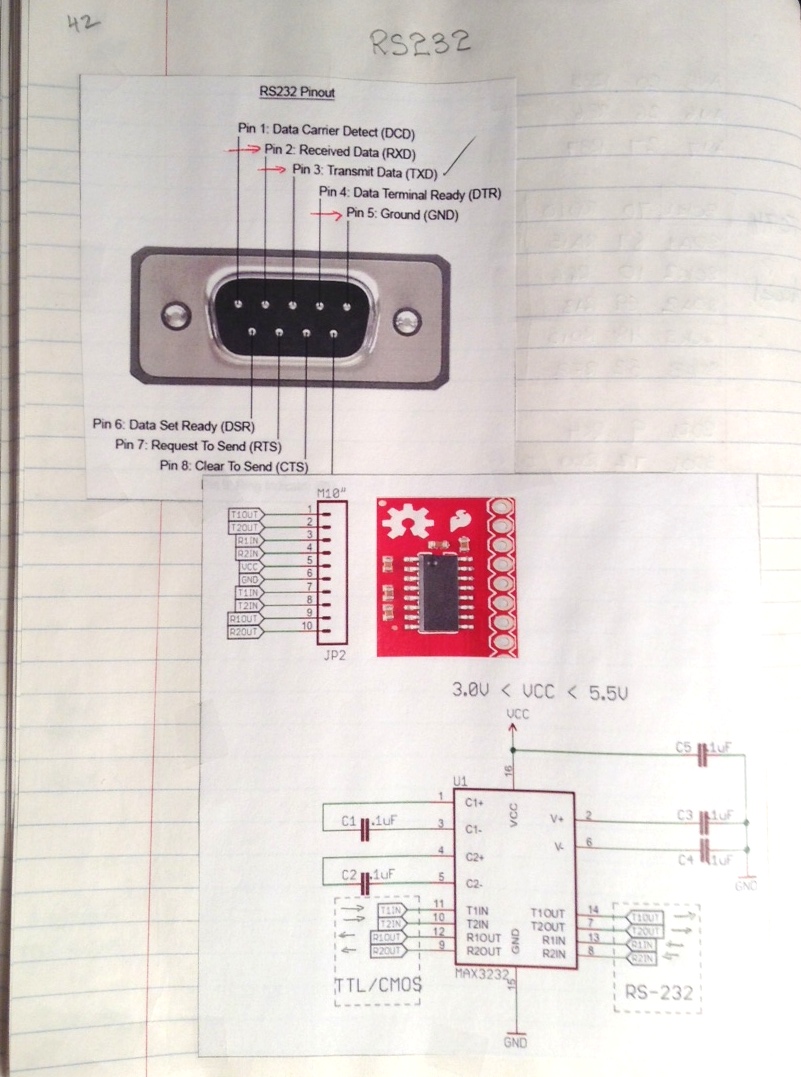 42
RS232
RS232 Pinout
Pin 1: Data Carrier Detect (DCD)
Pin 2: Received Data (RXD)
Pin 3: Transmit Data (TXD)
Pin 4: Data Terminal Ready (DTR)
Pin 5: Ground (GND)
Pin 6: Data Set Ready (DSR)
Pin 7: Request To Send (RTS)
Pin 8: Clear To Send (CTS)
M10"
T1OUT 1
T2OUT 2
R1IN 3
R2IN 4
VCC 5
GND 6
T1IN 7
T2IN 8
R1OUT 9
R2OUT 10
JP2
3.0V < VCC < 5.5V
VCC
C5 .1uF
16
U1
1 C1+ VCC V+ 2 C3 .1uF
C1 .1uF 3 C1-
4 C2+ V- 6 C4 .1uF
C2 .1uF 5 C2-
GND
T1IN 11 T1IN T1OUT 14 T1OUT
T2IN 10 T2IN T2OUT 7 T2OUT
R1OUT 12 R1OUT GND R1IN 13 R1IN
R2OUT 9 R2OUT R2IN 8 R2IN
TTL/CMOS MAX3232 15 RS-232
GND